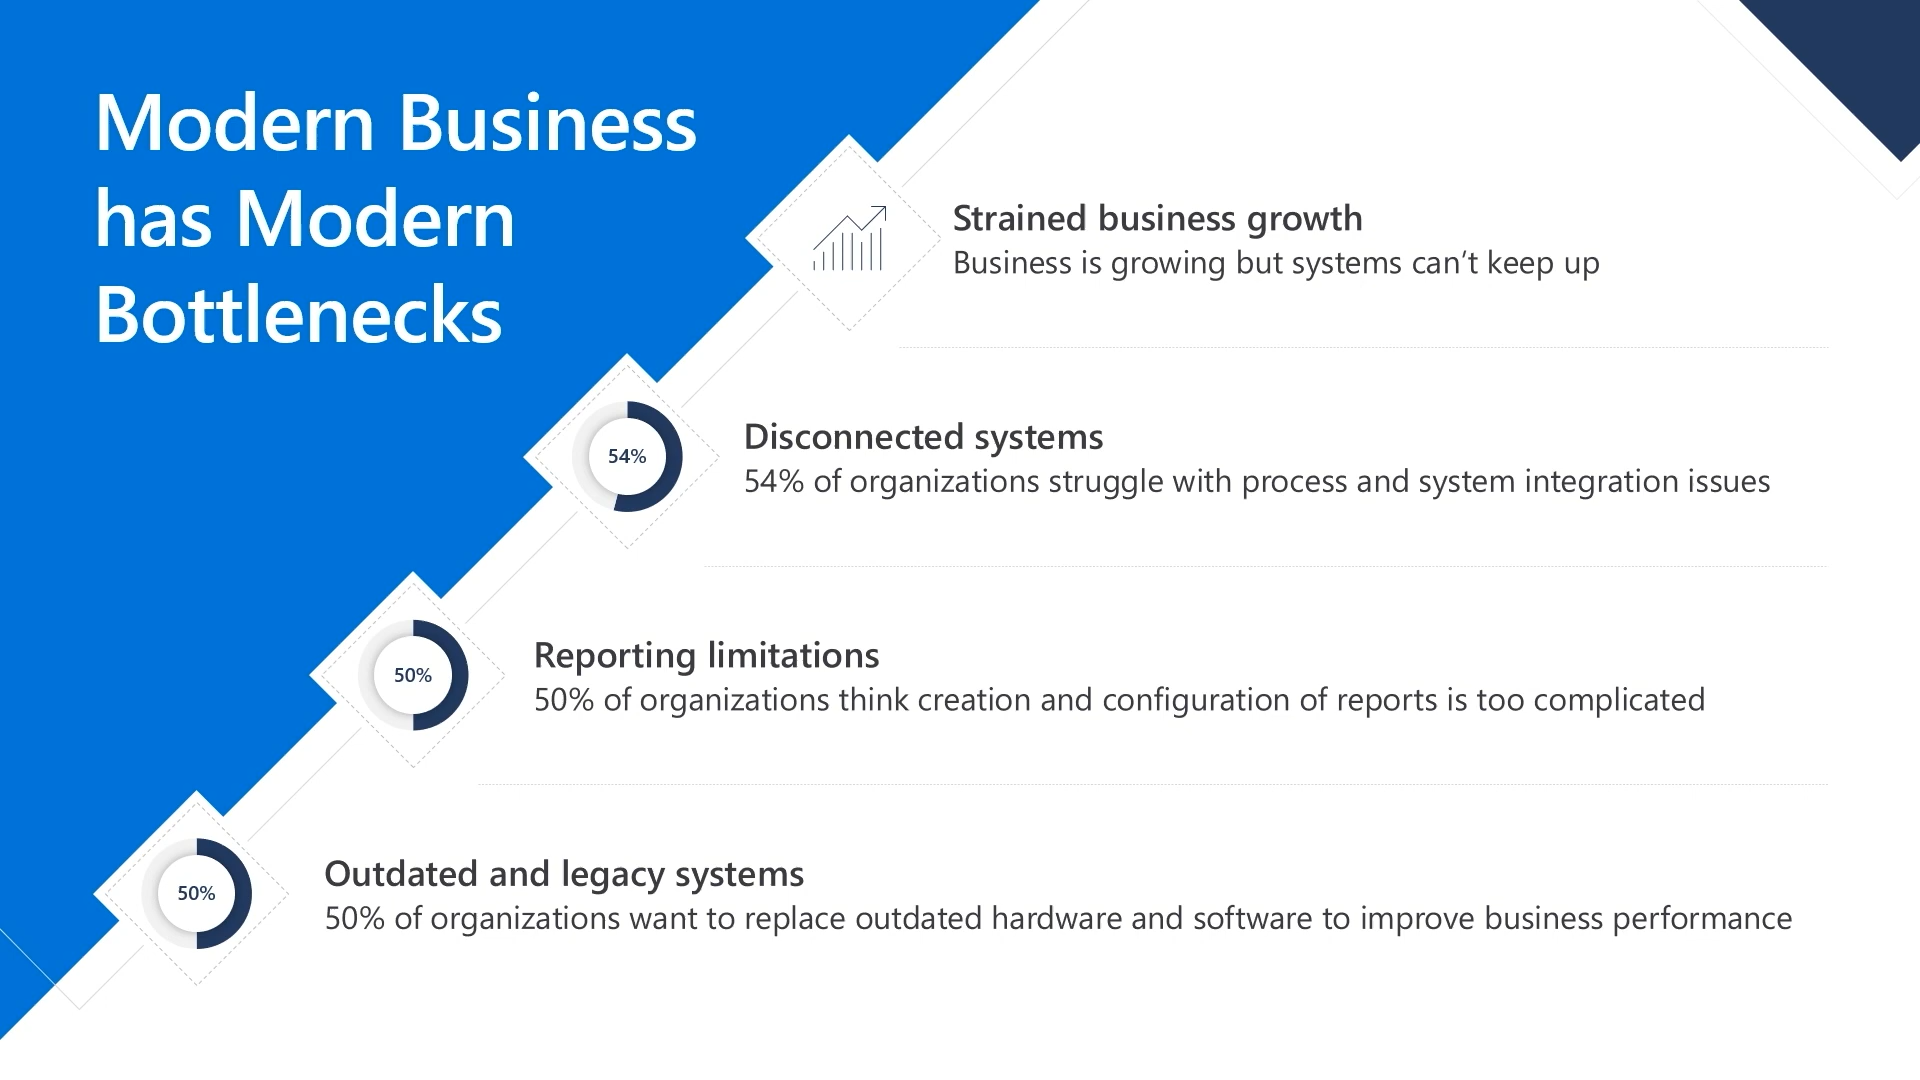 Modern Business
has Modern
Bottlenecks
Strained business growth
Business is growing but systems can’t keep up
54%
Disconnected systems
54% of organizations struggle with process and system integration issues
50%
Reporting limitations
50% of organizations think creation and configuration of reports is too complicated
50%
Outdated and legacy systems
50% of organizations want to replace outdated hardware and software to improve business performance